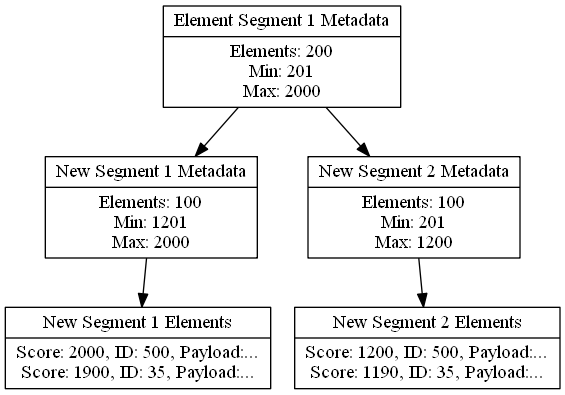 Element Segment 1 Metadata
Elements: 200
Min: 201
Max: 2000
New Segment 1 Metadata
Elements: 100
Min: 1201
Max: 2000
New Segment 2 Metadata
Elements: 100
Min: 201
Max: 1200
New Segment 1 Elements
Score: 2000, ID: 500, Payload:...
Score: 1900, ID: 35, Payload:...
New Segment 2 Elements
Score: 1200, ID: 500, Payload:...
Score: 1190, ID: 35, Payload:...